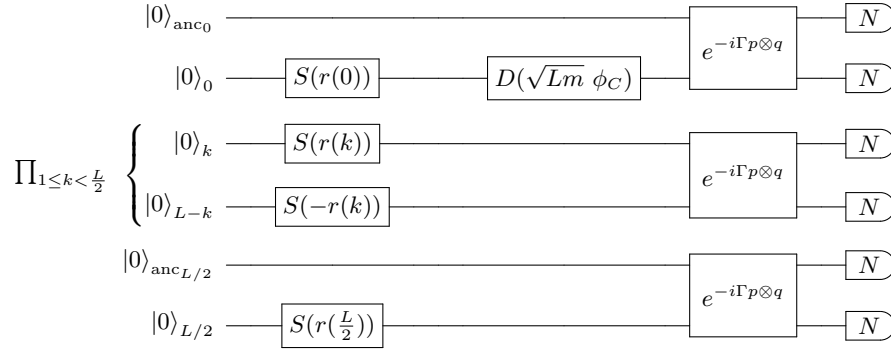 |0⟩_{anc_0} e^{-iΓp⊗q} N
|0⟩_0 S(r(0)) D(√(Lm) ϕ_C) N
∏_{1≤k<L/2} { |0⟩_k S(r(k)) e^{-iΓp⊗q} N
|0⟩_{L-k} S(-r(k)) N
|0⟩_{anc_{L/2}} e^{-iΓp⊗q} N
|0⟩_{L/2} S(r(L/2)) N